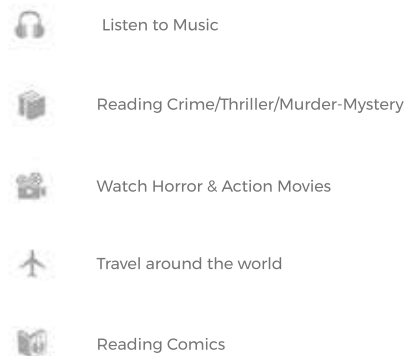 Listen to Music
Reading Crime/Thriller/Murder-Mystery
Watch Horror & Action Movies
Travel around the world
Reading Comics